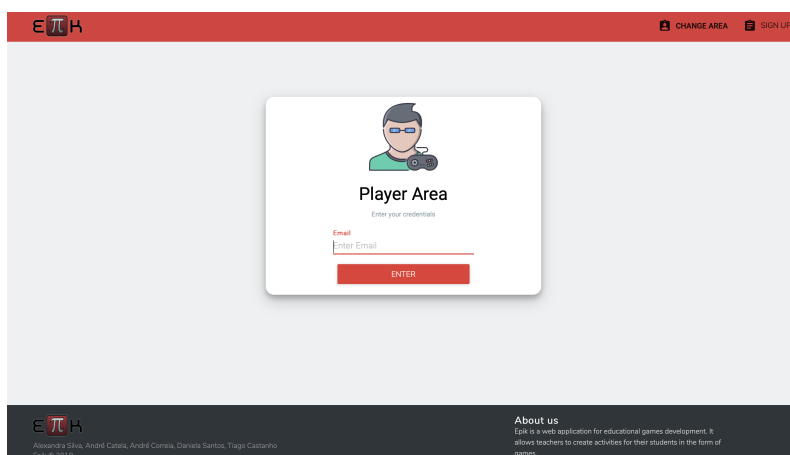 EπK
CHANGE AREA
SIGN UP
Player Area
Enter your credentials
Email
Enter Email
ENTER
EπK
Alexandra Silva, André Catela, André Correia, Daniela Santos, Tiago Castanho
Epik © 2019
About us
Epik is a web application for educational games development. It
allows teachers to create activities for their students in the form of
games.